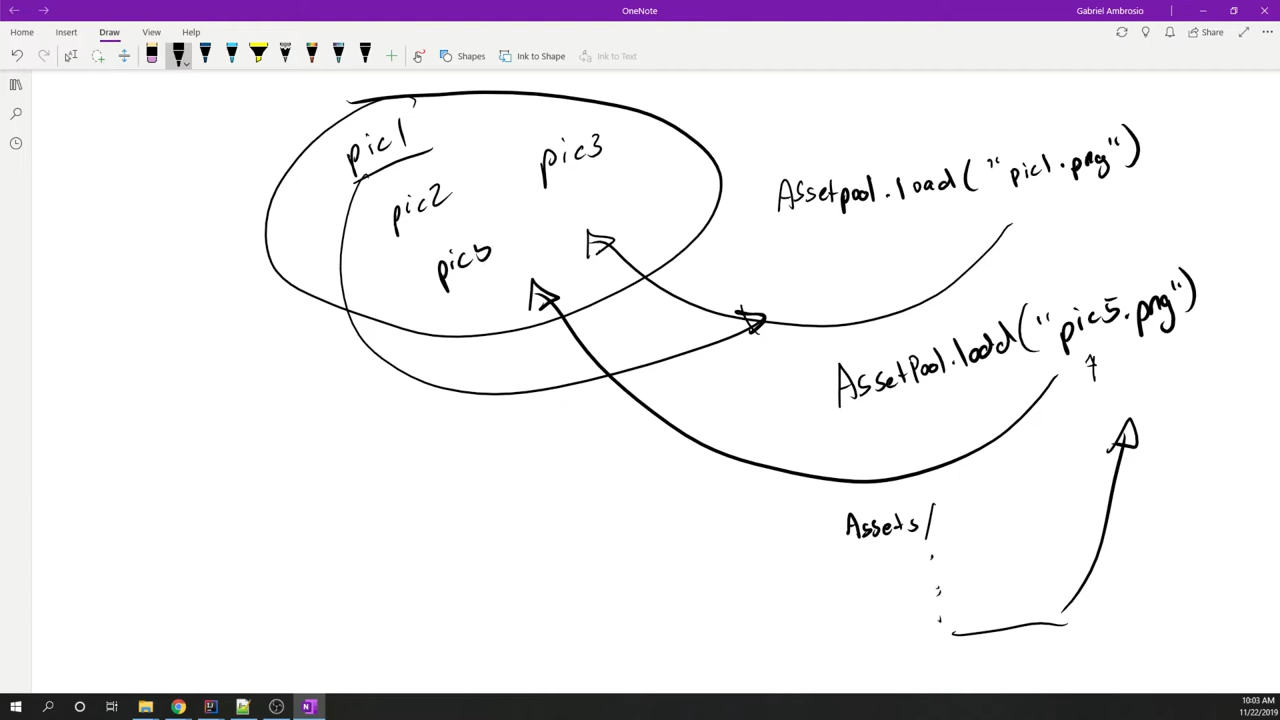 OneNote
Gabriel Ambrosio
Home Insert Draw View Help
Share
Shapes
Ink to Shape
Ink to Text
pic1
pic3
pic2
pic5
Assetpool.load("pic1.png")
AssetPool.load("pic5.png")
Assets/
10:03 AM
11/22/2019